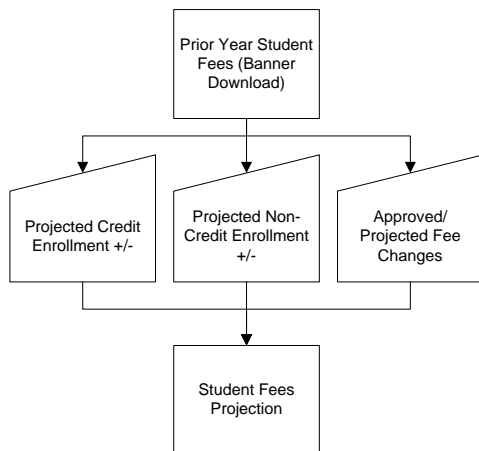 Prior Year Student
Fees (Banner
Download)
Projected Credit
Enrollment +/-
Projected Non-
Credit Enrollment
+/-
Approved/
Projected Fee
Changes
Student Fees
Projection